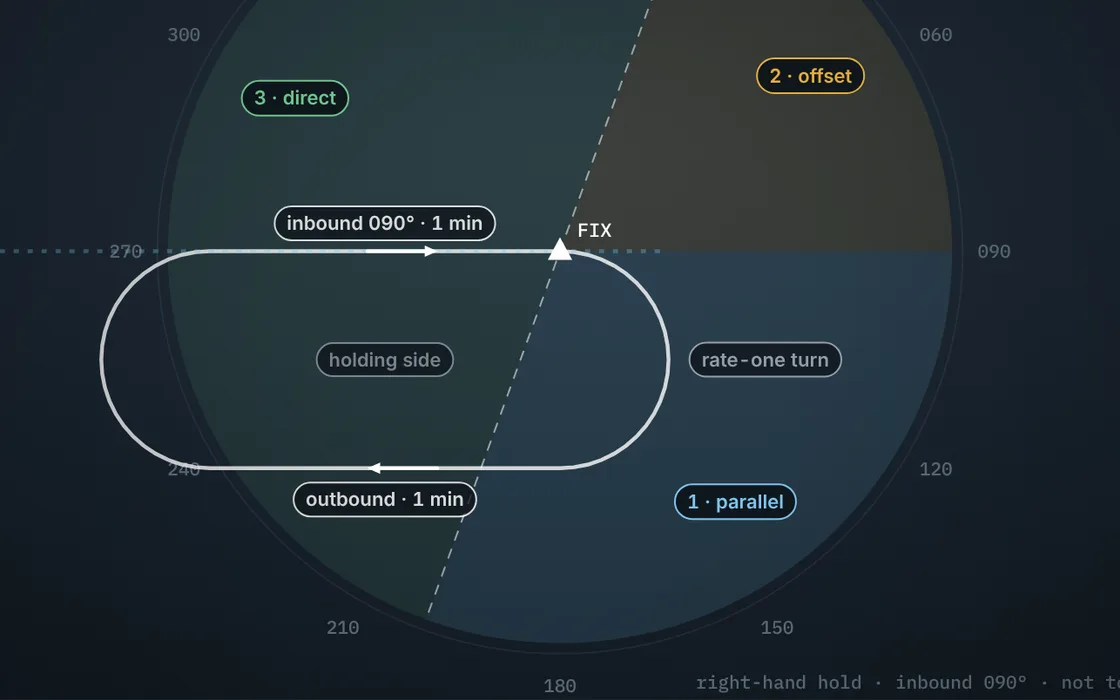 300
060
2 · offset
3 · direct
inbound 090° · 1 min
FIX
270
090
holding side
rate-one turn
240
120
outbound · 1 min
1 · parallel
210
150
180
right-hand hold · inbound 090° · not